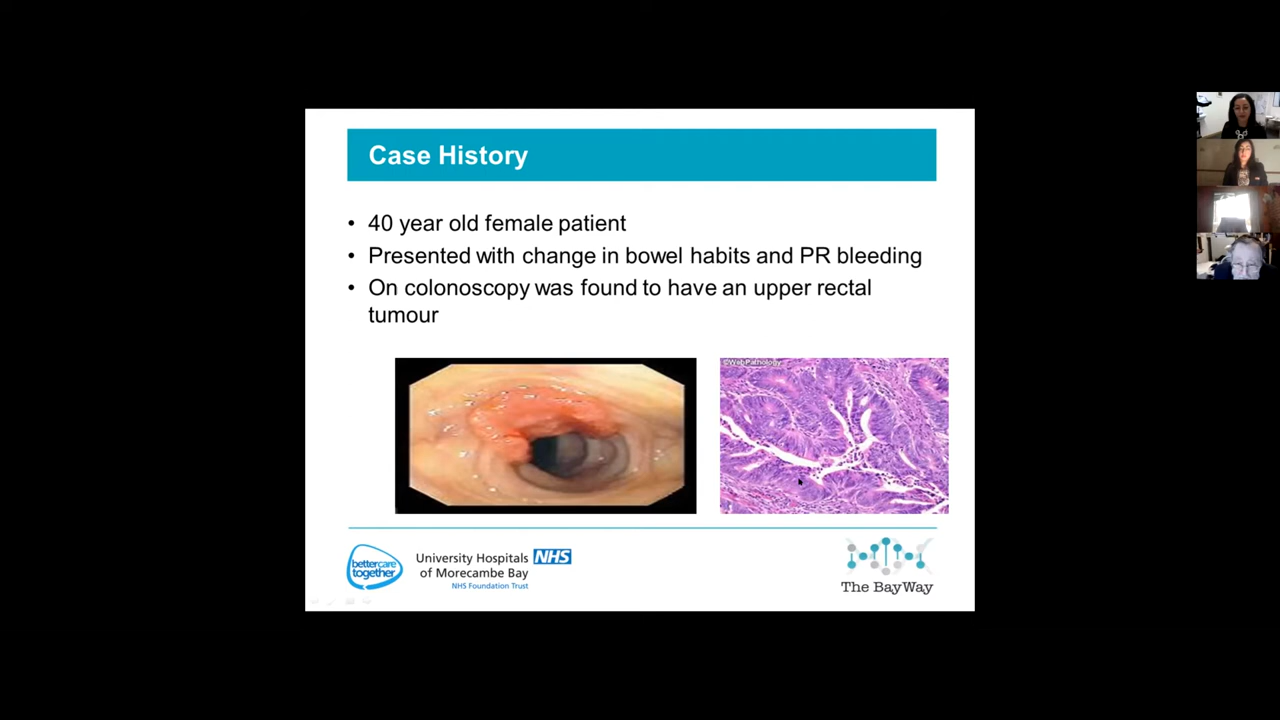 Case History
• 40 year old female patient
• Presented with change in bowel habits and PR bleeding
• On colonoscopy was found to have an upper rectal
tumour
©WebPathology
bettercare
together
University Hospitals NHS
of Morecambe Bay
NHS Foundation Trust
The BayWay